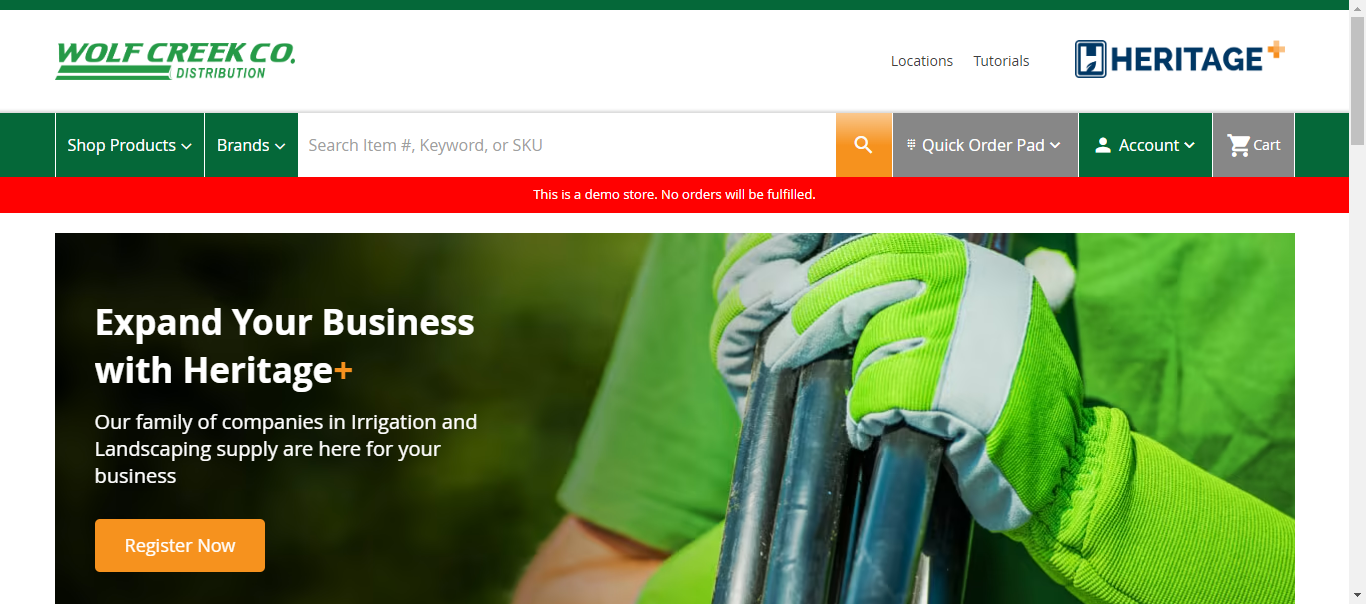 WOLF CREEK CO.
DISTRIBUTION
Locations
Tutorials
HERITAGE+
Shop Products
Brands
Search Item #, Keyword, or SKU
Quick Order Pad
Account
Cart
This is a demo store. No orders will be fulfilled.
Expand Your Business
with Heritage+
Our family of companies in Irrigation and
Landscaping supply are here for your
business
Register Now